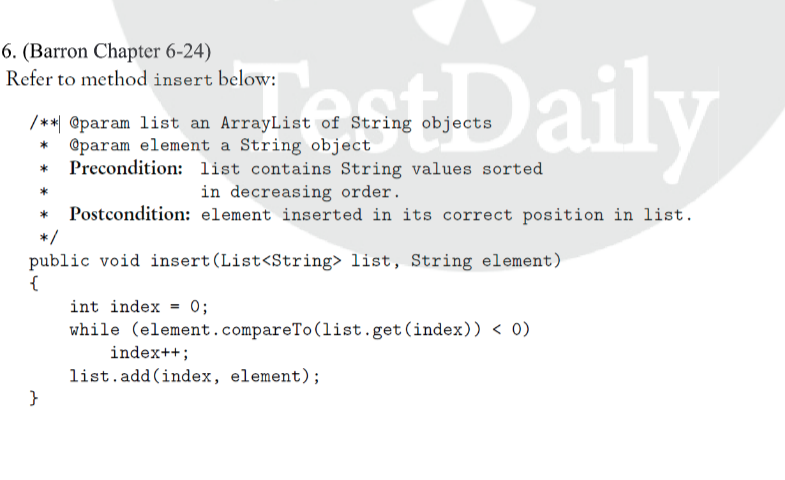 TestDaily
6. (Barron Chapter 6-24)
Refer to method insert below:
/**| @param list an ArrayList of String objects
* @param element a String object
* Precondition: list contains String values sorted
* in decreasing order.
* Postcondition: element inserted in its correct position in list.
*/
public void insert(List<String> list, String element)
{
int index = 0;
while (element.compareTo(list.get(index)) < 0)
index++;
list.add(index, element);
}